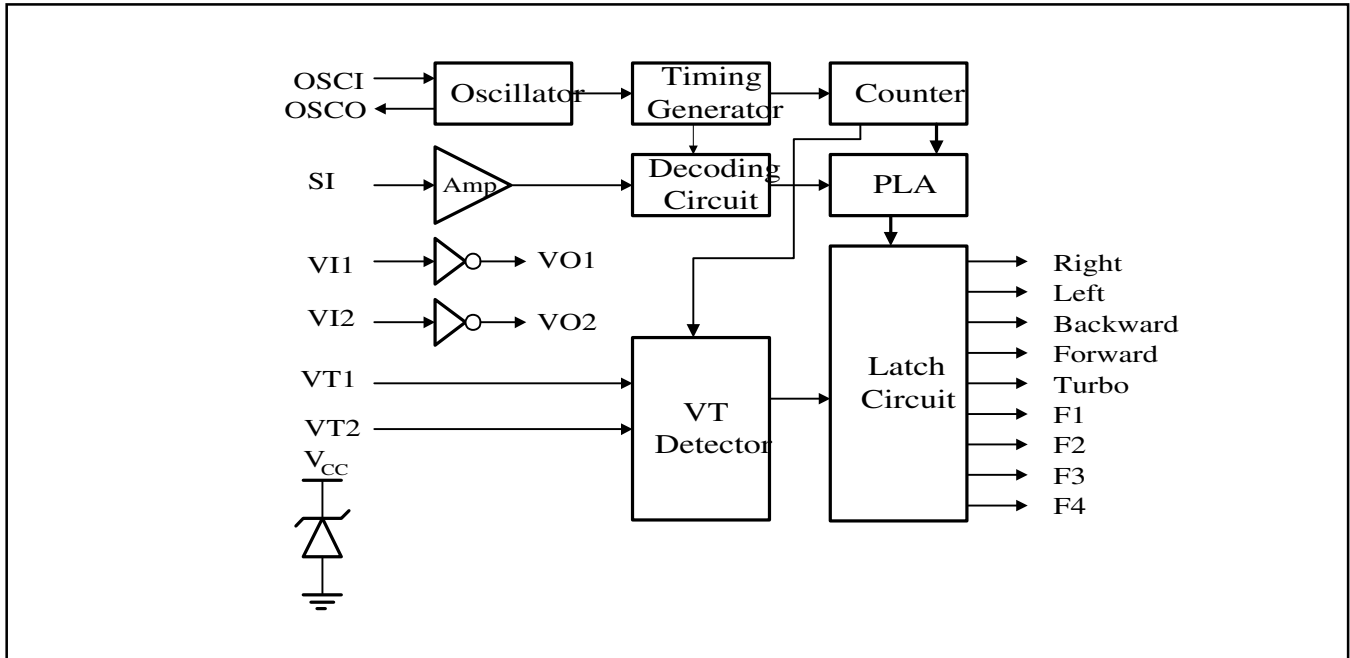 OSCI
OSCO
Oscillator
Timing
Generator
Counter
SI
Amp
Decoding
Circuit
PLA
VI1
VO1
VI2
VO2
VT1
VT2
VT
Detector
Latch
Circuit
Right
Left
Backward
Forward
Turbo
F1
F2
F3
F4
VCC